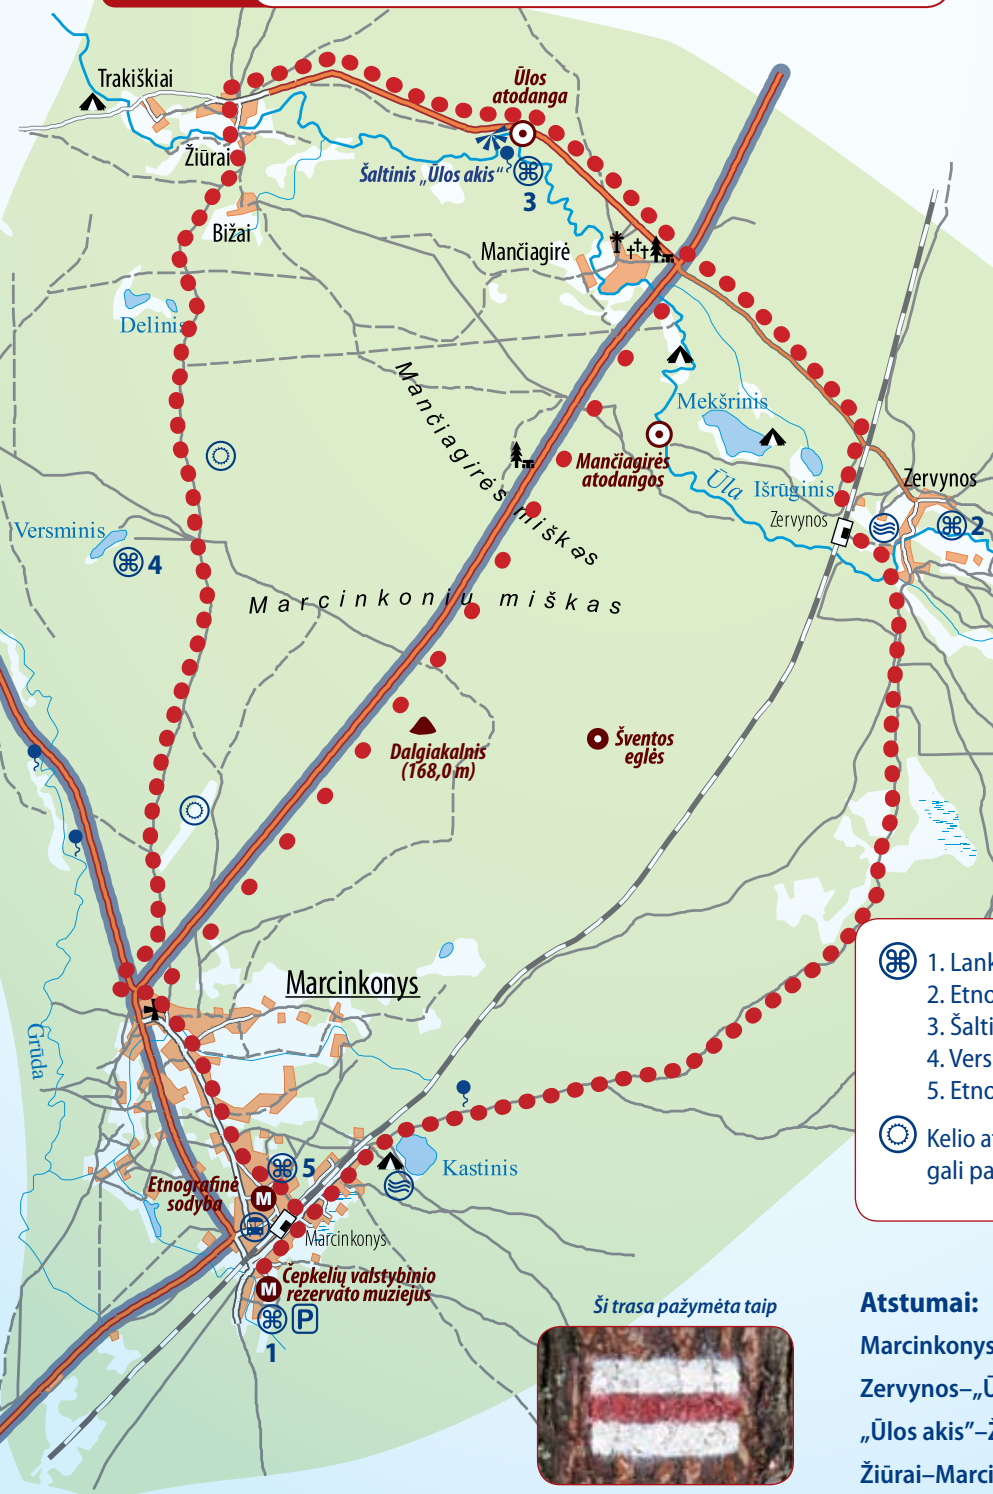 Trakiškiai
Ūlos
atodanga
Žiūrai
Šaltinis „Ūlos akis“
3
Bižai
Mančiagirė
Delinis
Mančiagirės miškas
Mekšrinis
Mančiagirės
atodangos
Ūla
Išrūginis
Zervynos
Zervynos
2
Versminis
4
Marcinkonių miškas
Dalgiakalnis
(168,0 m)
Šventos
eglės
Marcinkonys
Grūda
Kastinis
5
Etnografinė
sodyba
M
Marcinkonys
M
Čepkelių valstybinio
rezervato muziejus
P
1
1. Lank
2. Etno
3. Šalti
4. Vers
5. Etno
Kelio at
gali pa
Ši trasa pažymėta taip
Atstumai:
Marcinkonys
Zervynos–„Ū
„Ūlos akis”–Ž
Žiūrai–Marci